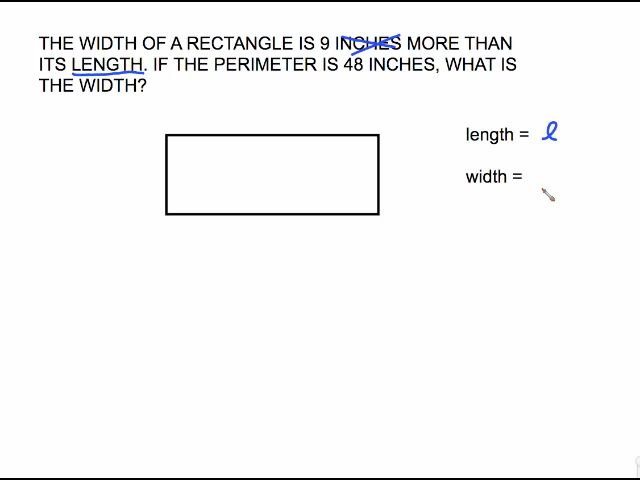 THE WIDTH OF A RECTANGLE IS 9 INCHES MORE THAN
ITS LENGTH. IF THE PERIMETER IS 48 INCHES, WHAT IS
THE WIDTH?
length = l
width =